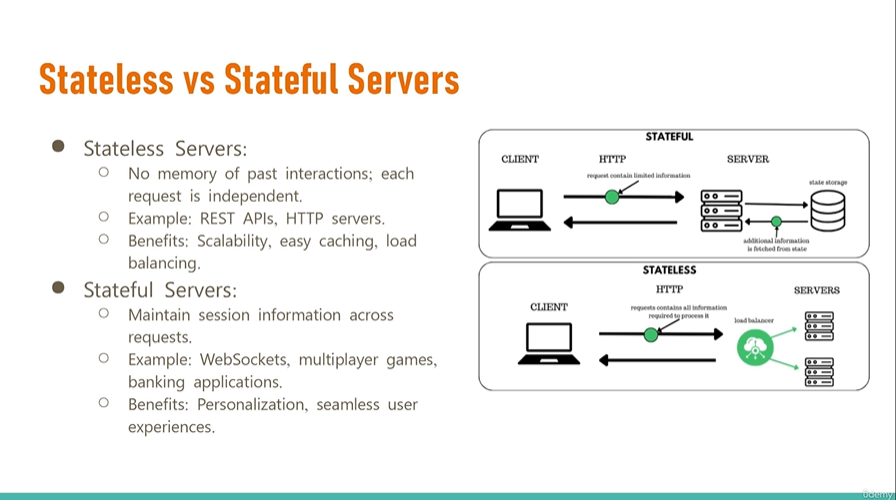 Stateless vs Stateful Servers
Stateless Servers:
No memory of past interactions; each
request is independent.
Example: REST APIs, HTTP servers.
Benefits: Scalability, easy caching, load
balancing.
Stateful Servers:
Maintain session information across
requests.
Example: WebSockets, multiplayer games,
banking applications.
Benefits: Personalization, seamless user
experiences.
STATEFUL
CLIENT
HTTP
SERVER
request contain limited information
state storage
additional information
is fetched from state
STATELESS
HTTP
SERVERS
CLIENT
requests contains all information
required to process it
load balancer
ûdemy